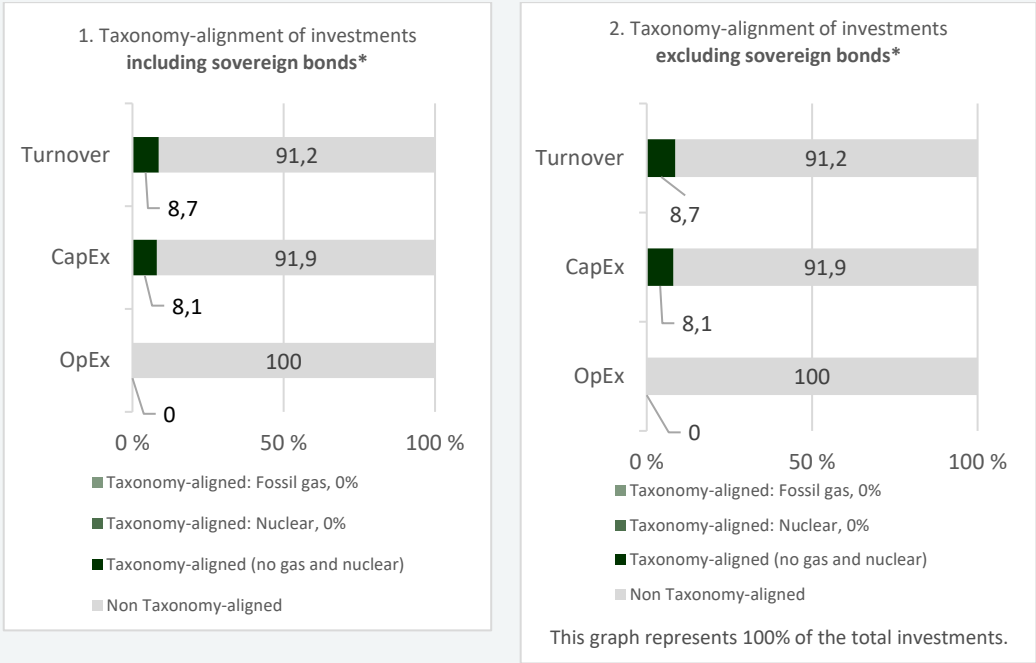 1. Taxonomy-alignment of investments
including sovereign bonds*
Turnover
91,2
8,7
CapEx
91,9
8,1
OpEx
100
0
0 %
50 %
100 %
Taxonomy-aligned: Fossil gas, 0%
Taxonomy-aligned: Nuclear, 0%
Taxonomy-aligned (no gas and nuclear)
Non Taxonomy-aligned
2. Taxonomy-alignment of investments
excluding sovereign bonds*
Turnover
91,2
8,7
CapEx
91,9
8,1
OpEx
100
0
0 %
50 %
100 %
Taxonomy-aligned: Fossil gas, 0%
Taxonomy-aligned: Nuclear, 0%
Taxonomy-aligned (no gas and nuclear)
Non Taxonomy-aligned
This graph represents 100% of the total investments.